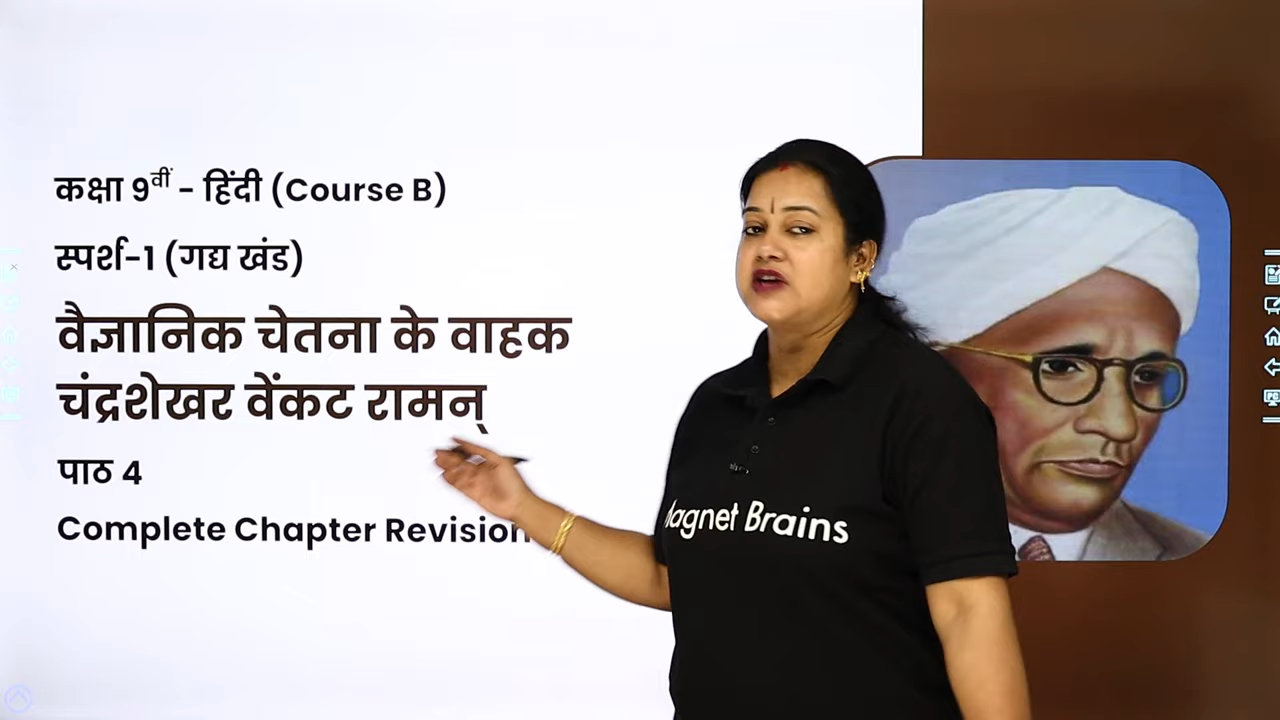 कक्षा 9वीं - हिंदी (Course B)
स्पर्श-1 (गद्य खंड)
वैज्ञानिक चेतना के वाहक
चंद्रशेखर वेंकट रामन्
पाठ 4
Complete Chapter Revision
Magnet Brains